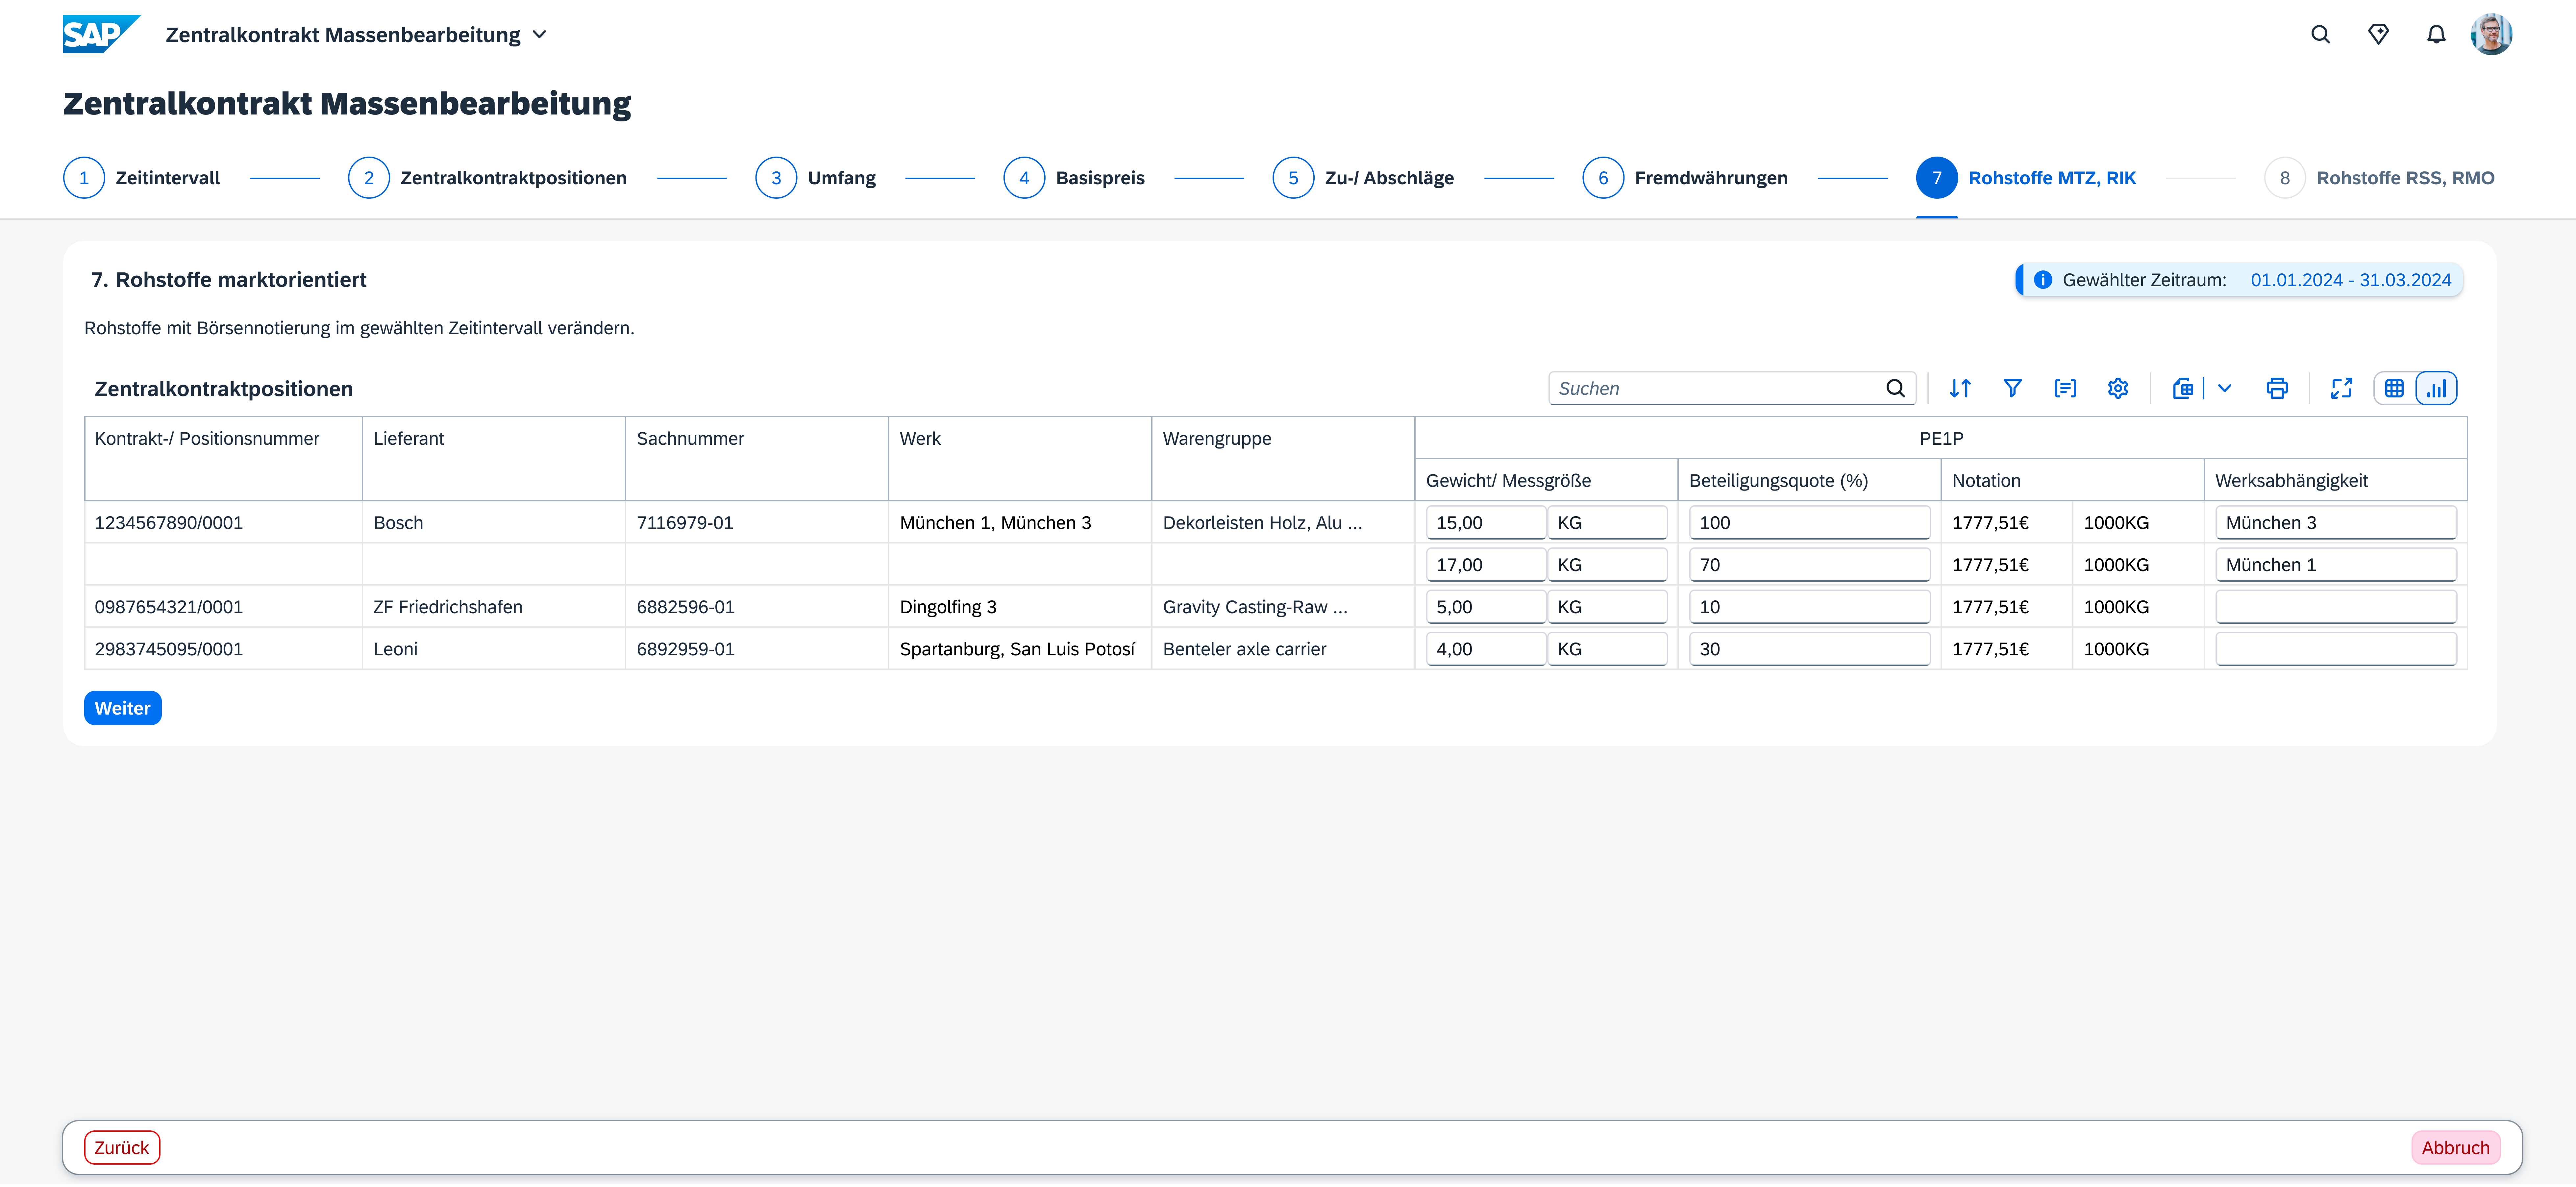 SAP Zentralkontrakt Massenbearbeitung
Zentralkontrakt Massenbearbeitung
1 Zeitintervall 2 Zentralkontraktpositionen 3 Umfang 4 Basispreis 5 Zu-/ Abschläge 6 Fremdwährungen 7 Rohstoffe MTZ, RIK 8 Rohstoffe RSS, RMO
7. Rohstoffe marktorientiert
Gewählter Zeitraum: 01.01.2024 - 31.03.2024
Rohstoffe mit Börsennotierung im gewählten Zeitintervall verändern.
Zentralkontraktpositionen Suchen
Kontrakt-/ Positionsnummer Lieferant Sachnummer Werk Warengruppe PE1P
Gewicht/ Messgröße Beteiligungsquote (%) Notation Werksabhängigkeit
1234567890/0001 Bosch 7116979-01 München 1, München 3 Dekorleisten Holz, Alu ... 15,00 KG 100 1777,51€ 1000KG München 3
17,00 KG 70 1777,51€ 1000KG München 1
0987654321/0001 ZF Friedrichshafen 6882596-01 Dingolfing 3 Gravity Casting-Raw ... 5,00 KG 10 1777,51€ 1000KG
2983745095/0001 Leoni 6892959-01 Spartanburg, San Luis Potosí Benteler axle carrier 4,00 KG 30 1777,51€ 1000KG
Weiter
Zurück Abbruch